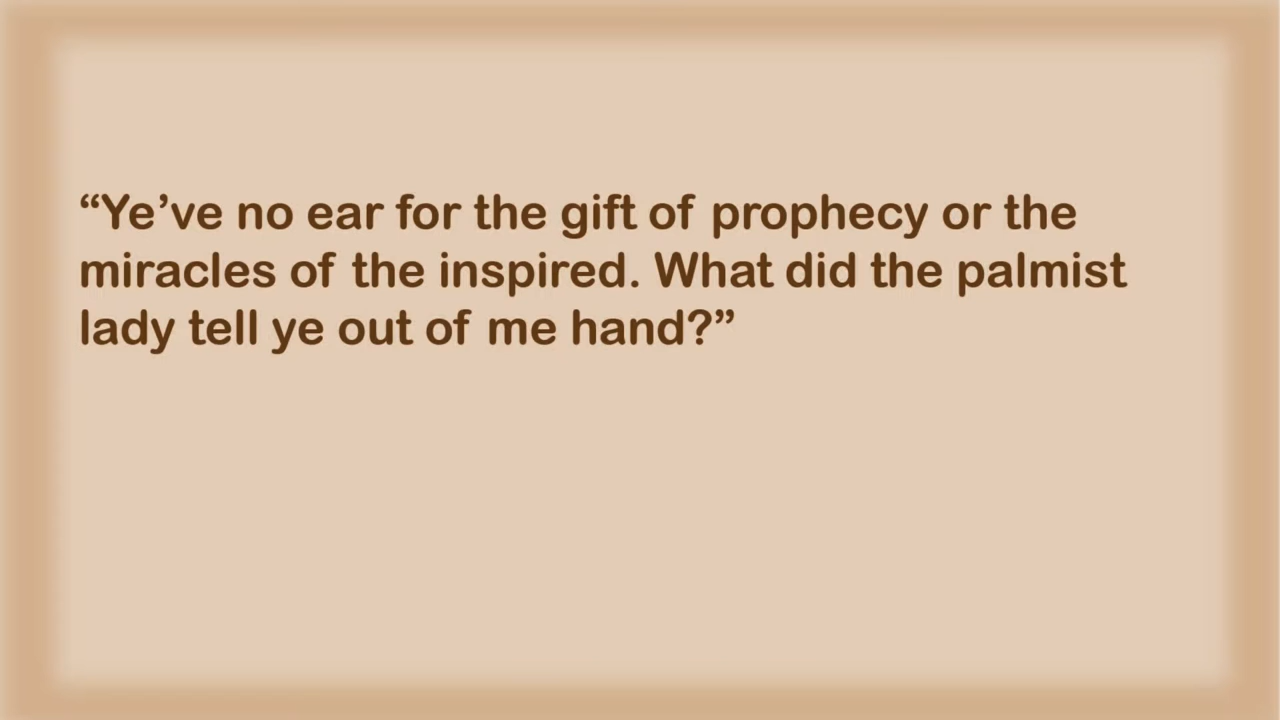 “Ye’ve no ear for the gift of prophecy or the
miracles of the inspired. What did the palmist
lady tell ye out of me hand?”